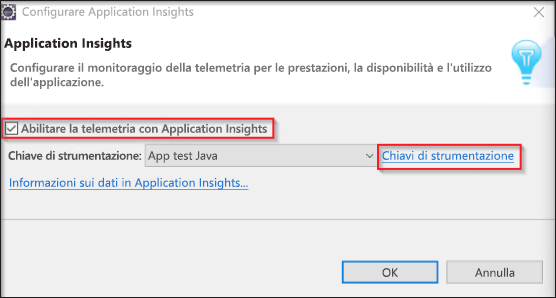 Configurare Application Insights
Application Insights
Configurare il monitoraggio della telemetria per le prestazioni, la disponibilità e l'utilizzo
dell'applicazione.
Abilitare la telemetria con Application Insights
Chiave di strumentazione: App test Java Chiavi di strumentazione
Informazioni sui dati in Application Insights...
OK Annulla